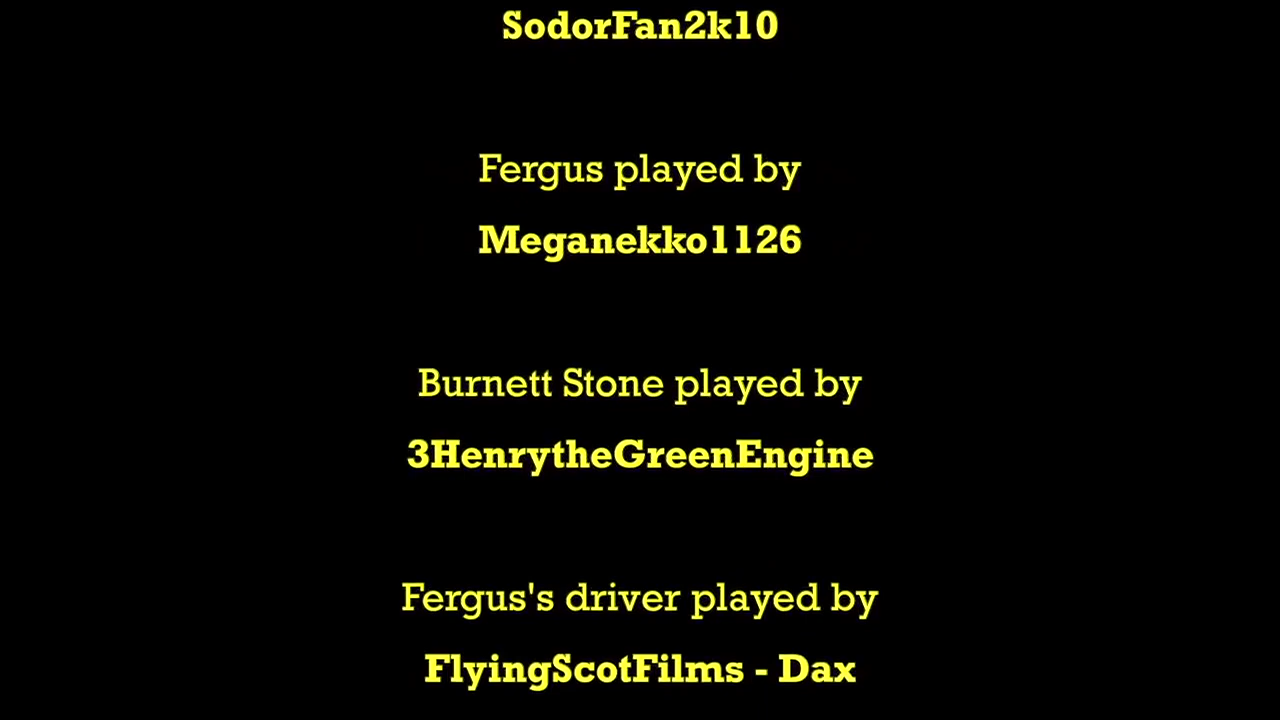 SodorFan2k10
Fergus played by
Meganekko1126
Burnett Stone played by
3HenrytheGreenEngine
Fergus's driver played by
FlyingScotFilms - Dax